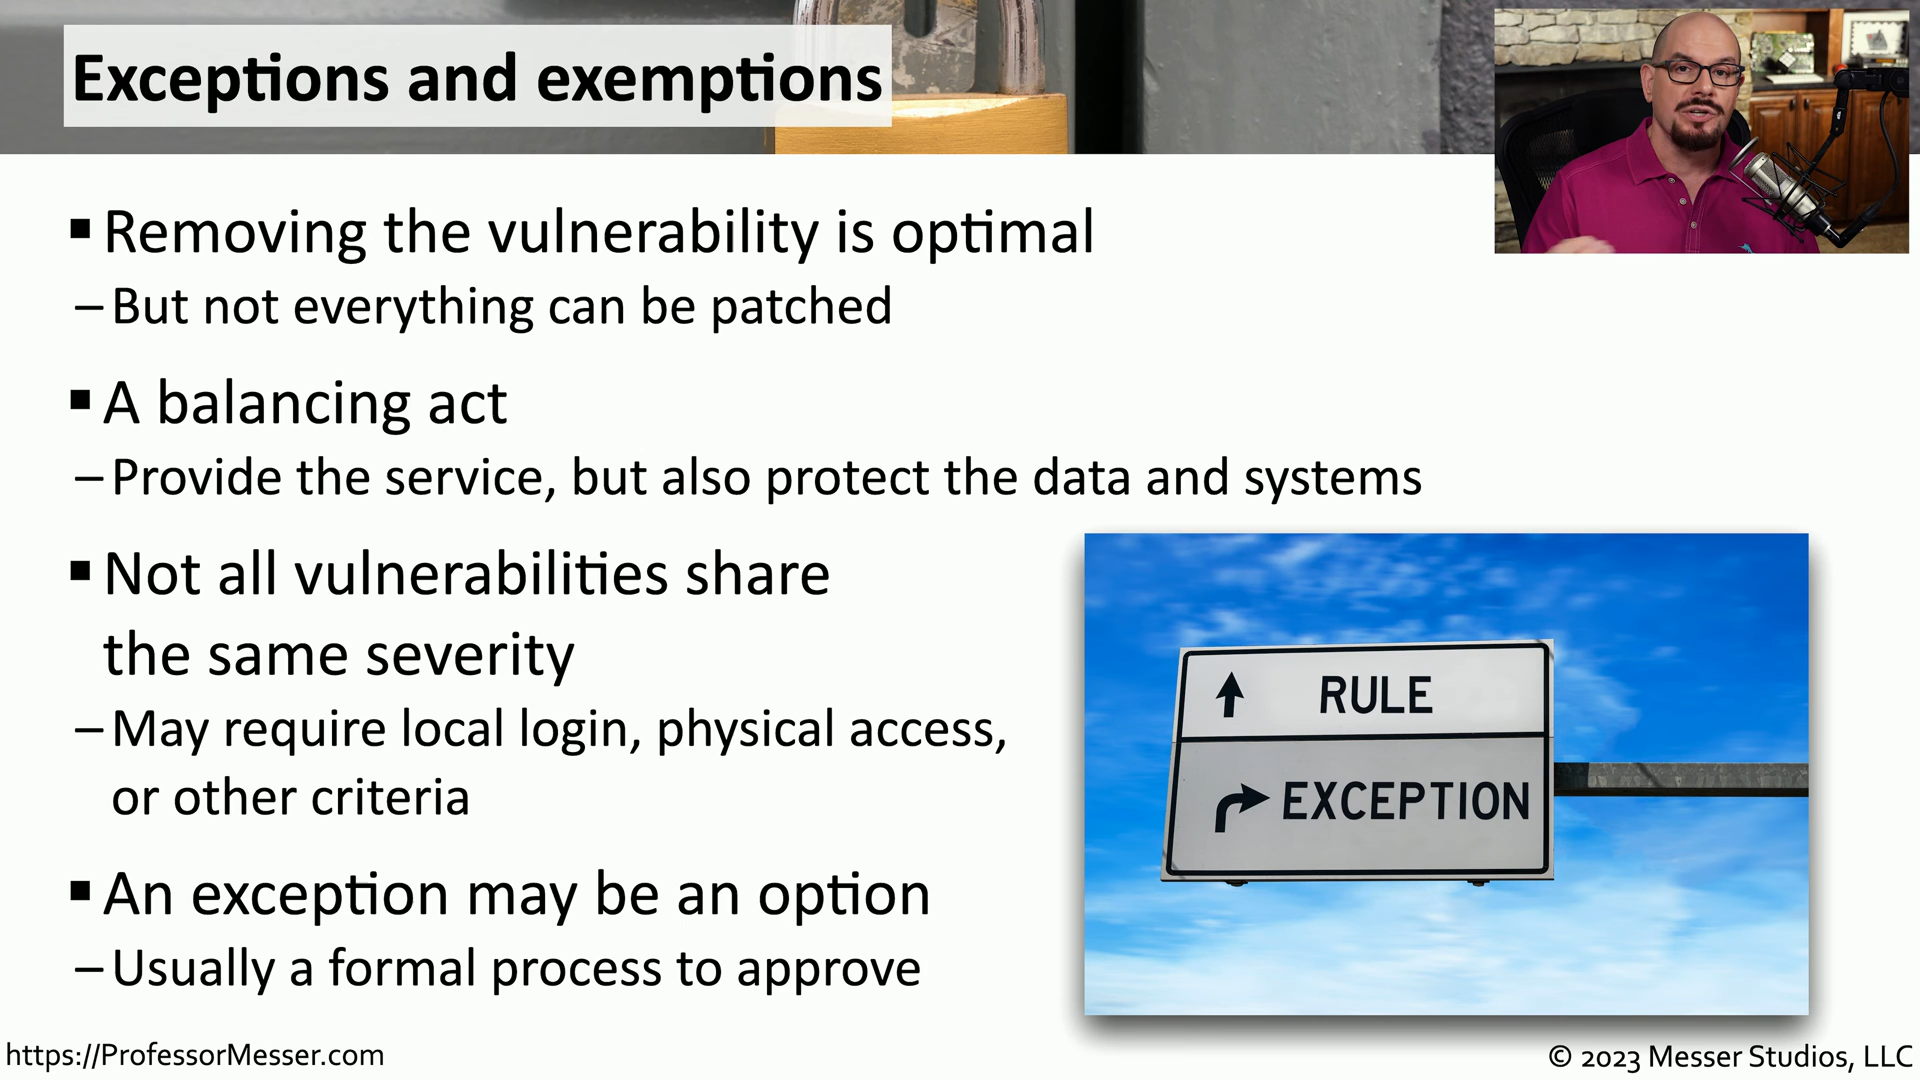 Exceptions and exemptions
Removing the vulnerability is optimal
–But not everything can be patched
A balancing act
–Provide the service, but also protect the data and systems
Not all vulnerabilities share
the same severity
–May require local login, physical access,
or other criteria
An exception may be an option
–Usually a formal process to approve
RULE
EXCEPTION
https://ProfessorMesser.com
© 2023 Messer Studios, LLC